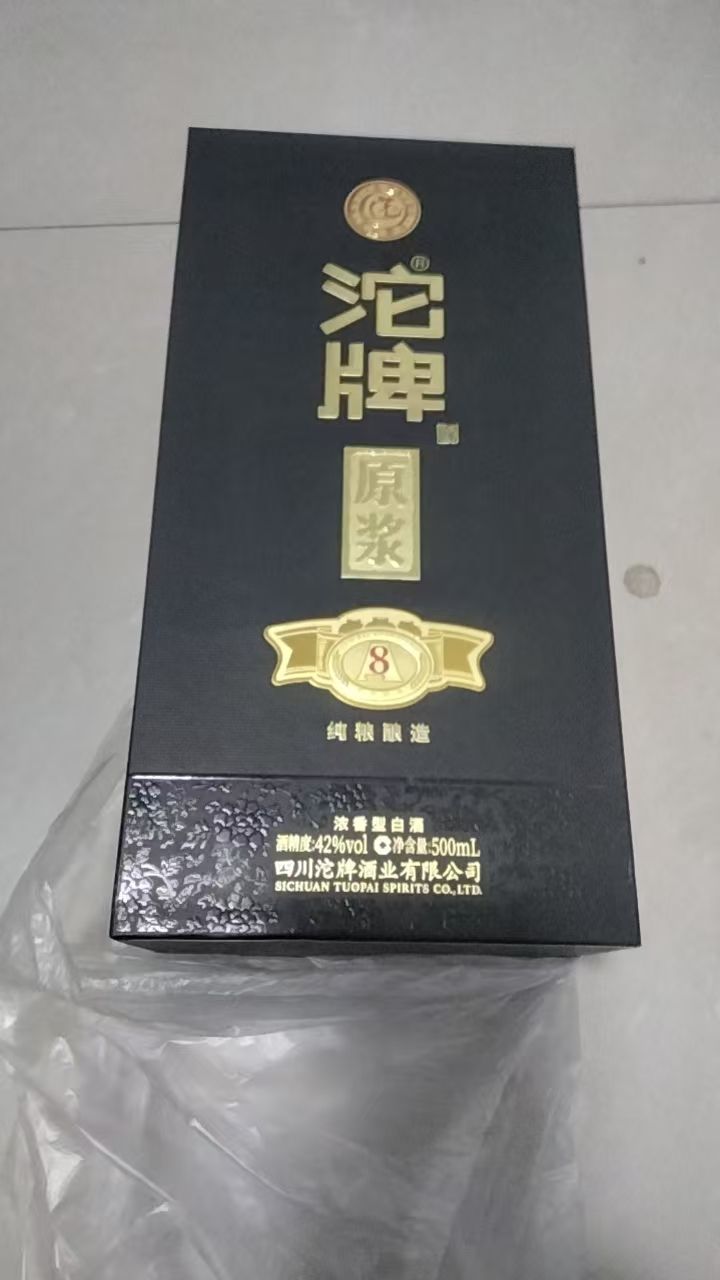 沱牌®
原浆
A8
纯粮酿造
浓香型白酒
酒精度:42%vol 净含量:500mL
四川沱牌酒业有限公司
SICHUAN TUOPAI SPIRITS CO.,LTD.